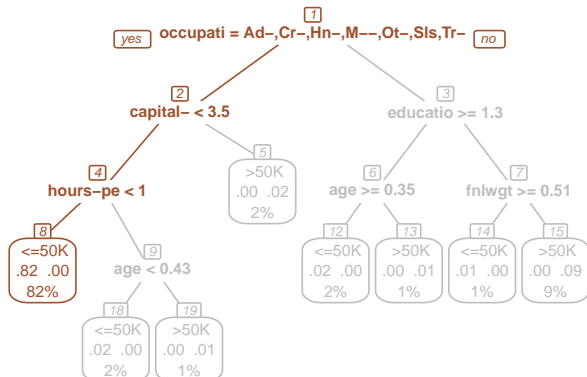 1
yes occupati = Ad−,Cr−,Hn−,M−−,Ot−,Sls,Tr− no
2 3
capital− < 3.5 educatio >= 1.3
4 5 6 7
hours−pe < 1 >50K age >= 0.35 fnlwgt >= 0.51
.00 .02
2%
8 9 12 13 14 15
<=50K age < 0.43 <=50K >50K <=50K >50K
.82 .00 .02 .00 .00 .01 .01 .00 .00 .09
82% 2% 1% 1% 9%
18 19
<=50K >50K
.02 .00 .00 .01
2% 1%